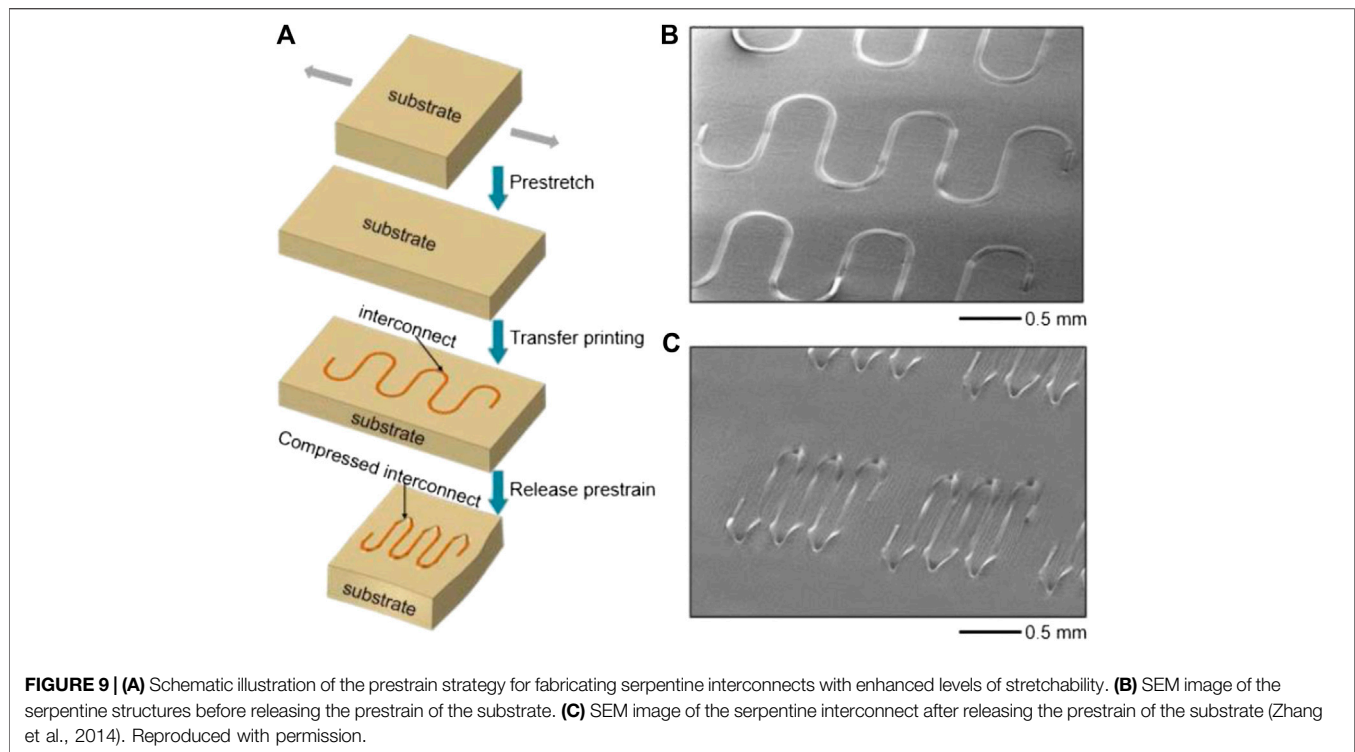 A
substrate
Prestretch
substrate
interconnect
Transfer printing
substrate
Compressed interconnect
Release prestrain
substrate
B
0.5 mm
C
0.5 mm
FIGURE 9 | (A) Schematic illustration of the prestrain strategy for fabricating serpentine interconnects with enhanced levels of stretchability. (B) SEM image of the
serpentine structures before releasing the prestrain of the substrate. (C) SEM image of the serpentine interconnect after releasing the prestrain of the substrate (Zhang
et al., 2014). Reproduced with permission.